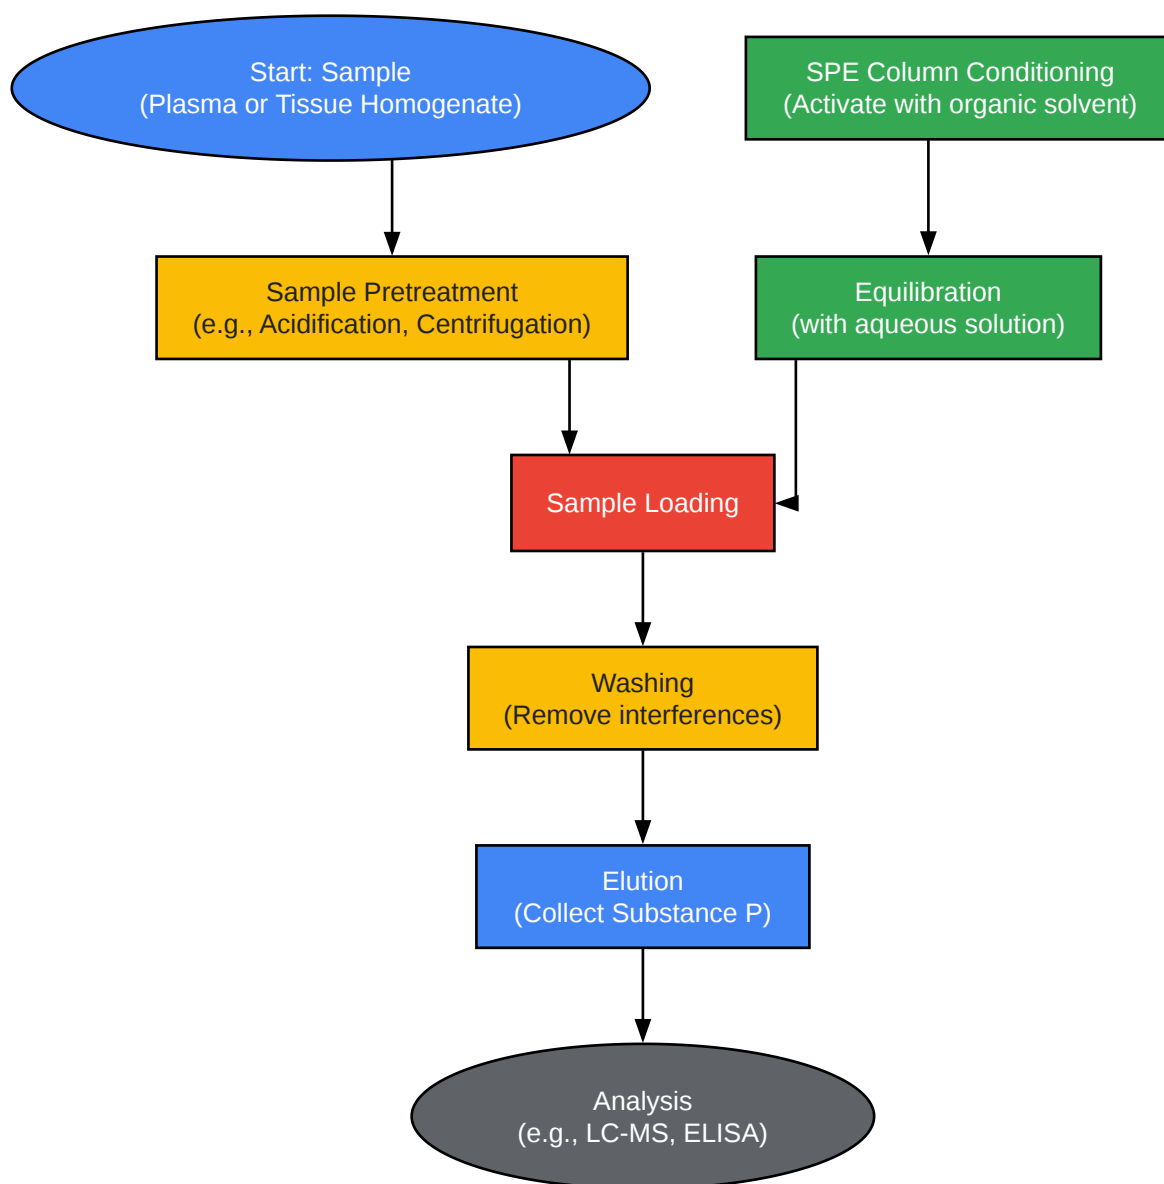 Start: Sample
(Plasma or Tissue Homogenate)
SPE Column Conditioning
(Activate with organic solvent)
Sample Pretreatment
(e.g., Acidification, Centrifugation)
Equilibration
(with aqueous solution)
Sample Loading
Washing
(Remove interferences)
Elution
(Collect Substance P)
Analysis
(e.g., LC-MS, ELISA)